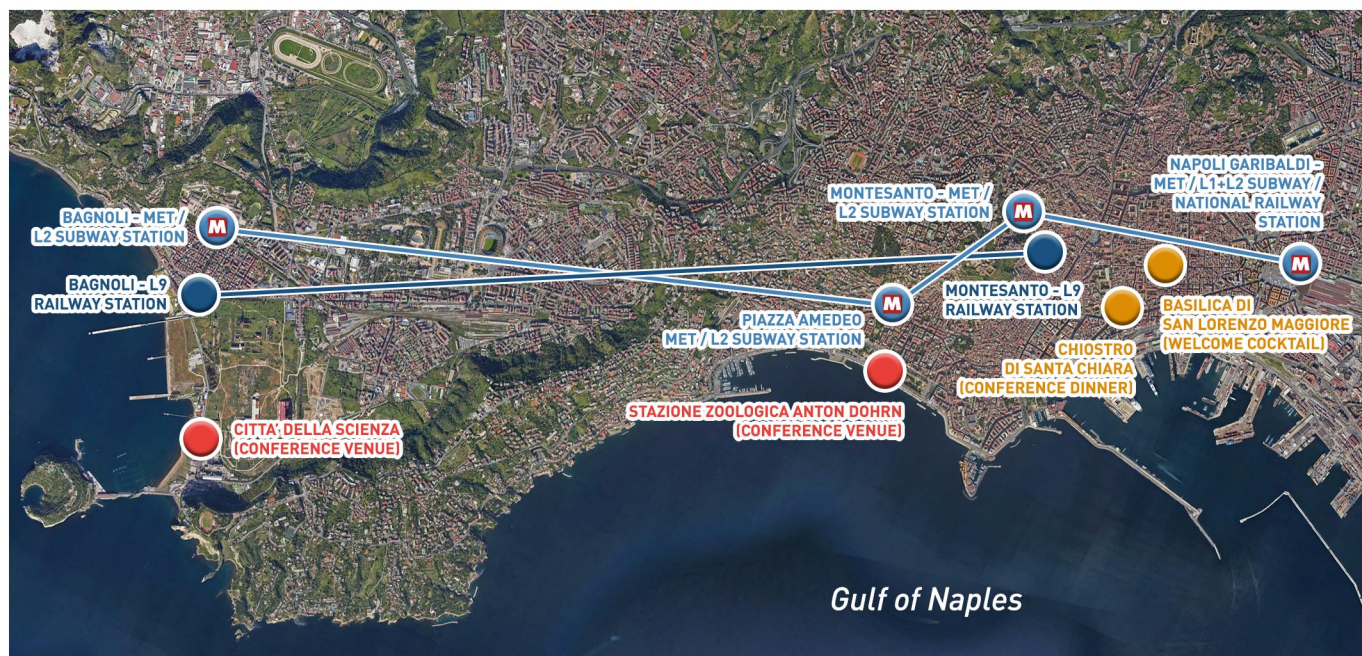 NAPOLI GARIBALDI -
MET / L1+L2 SUBWAY /
NATIONAL RAILWAY
STATION
M
MONTESANTO - MET /
L2 SUBWAY STATION
M
BAGNOLI - MET /
L2 SUBWAY STATION
M
BAGNOLI - L9
RAILWAY STATION
MONTESANTO - L9
RAILWAY STATION
M
PIAZZA AMEDEO
MET / L2 SUBWAY STATION
BASILICA DI
SAN LORENZO MAGGIORE
(WELCOME COCKTAIL)
CHIOSTRO
DI SANTA CHIARA
(CONFERENCE DINNER)
STAZIONE ZOOLOGICA ANTON DOHRN
(CONFERENCE VENUE)
CITTA' DELLA SCIENZA
(CONFERENCE VENUE)
Gulf of Naples